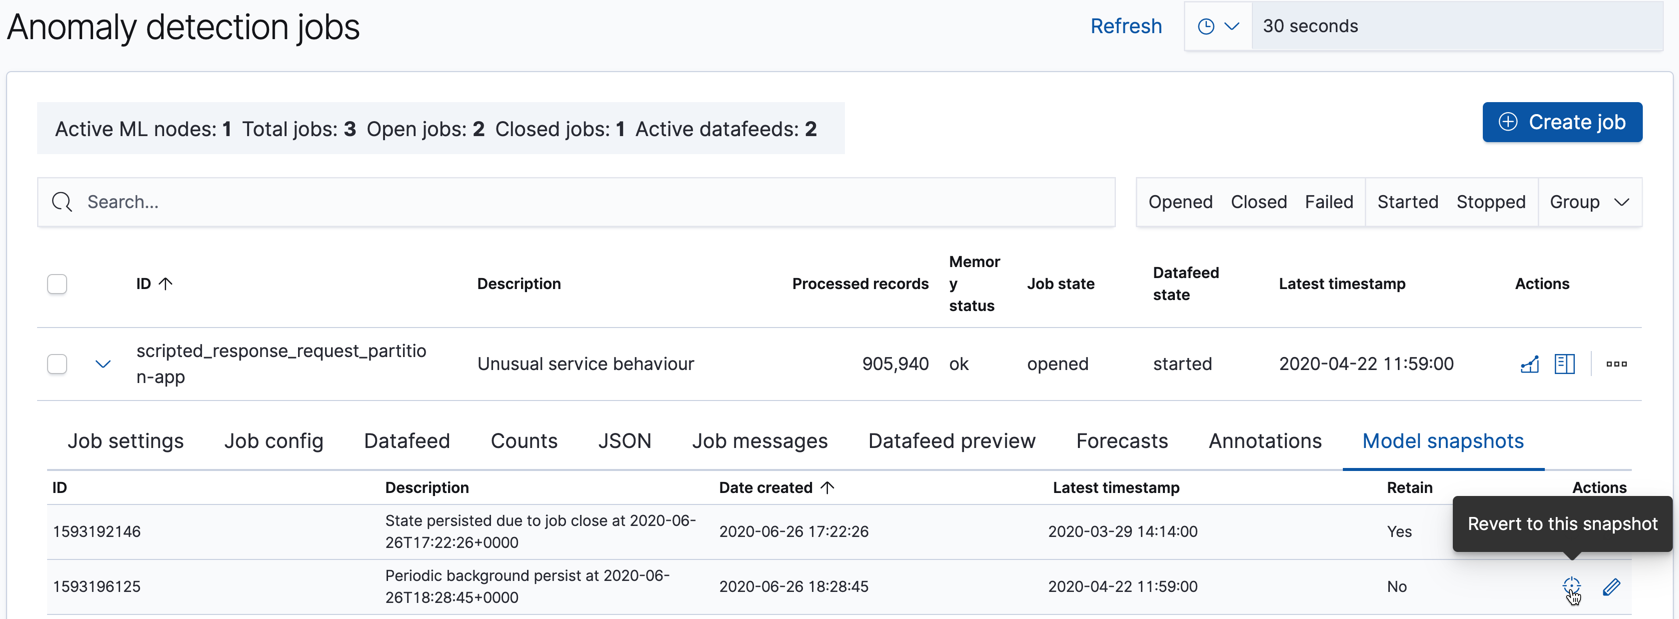 Anomaly detection jobs
Refresh
30 seconds
Active ML nodes: 1 Total jobs: 3 Open jobs: 2 Closed jobs: 1 Active datafeeds: 2
Create job
Search...
Opened Closed Failed Started Stopped Group
ID Description Processed records Memor
y
status Job state Datafeed
state Latest timestamp Actions
scripted_response_request_partitio
n-app Unusual service behaviour 905,940 ok opened started 2020-04-22 11:59:00
Job settings Job config Datafeed Counts JSON Job messages Datafeed preview Forecasts Annotations Model snapshots
ID Description Date created Latest timestamp Retain Actions
Revert to this snapshot
1593192146 State persisted due to job close at 2020-06-
26T17:22:26+0000 2020-06-26 17:22:26 2020-03-29 14:14:00 Yes
1593196125 Periodic background persist at 2020-06-
26T18:28:45+0000 2020-06-26 18:28:45 2020-04-22 11:59:00 No